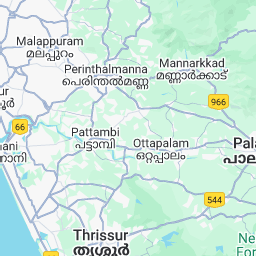 Malappuram
മലപ്പുറം
Mannarkkad
മണ്ണാർക്കാട്
Perinthalmanna
പെരിന്തൽമണ്ണ
966
66
Pattambi
പട്ടാമ്പി
Ottapalam
ഒറ്റപ്പാലം
544
Thrissur
തൃശൂർ